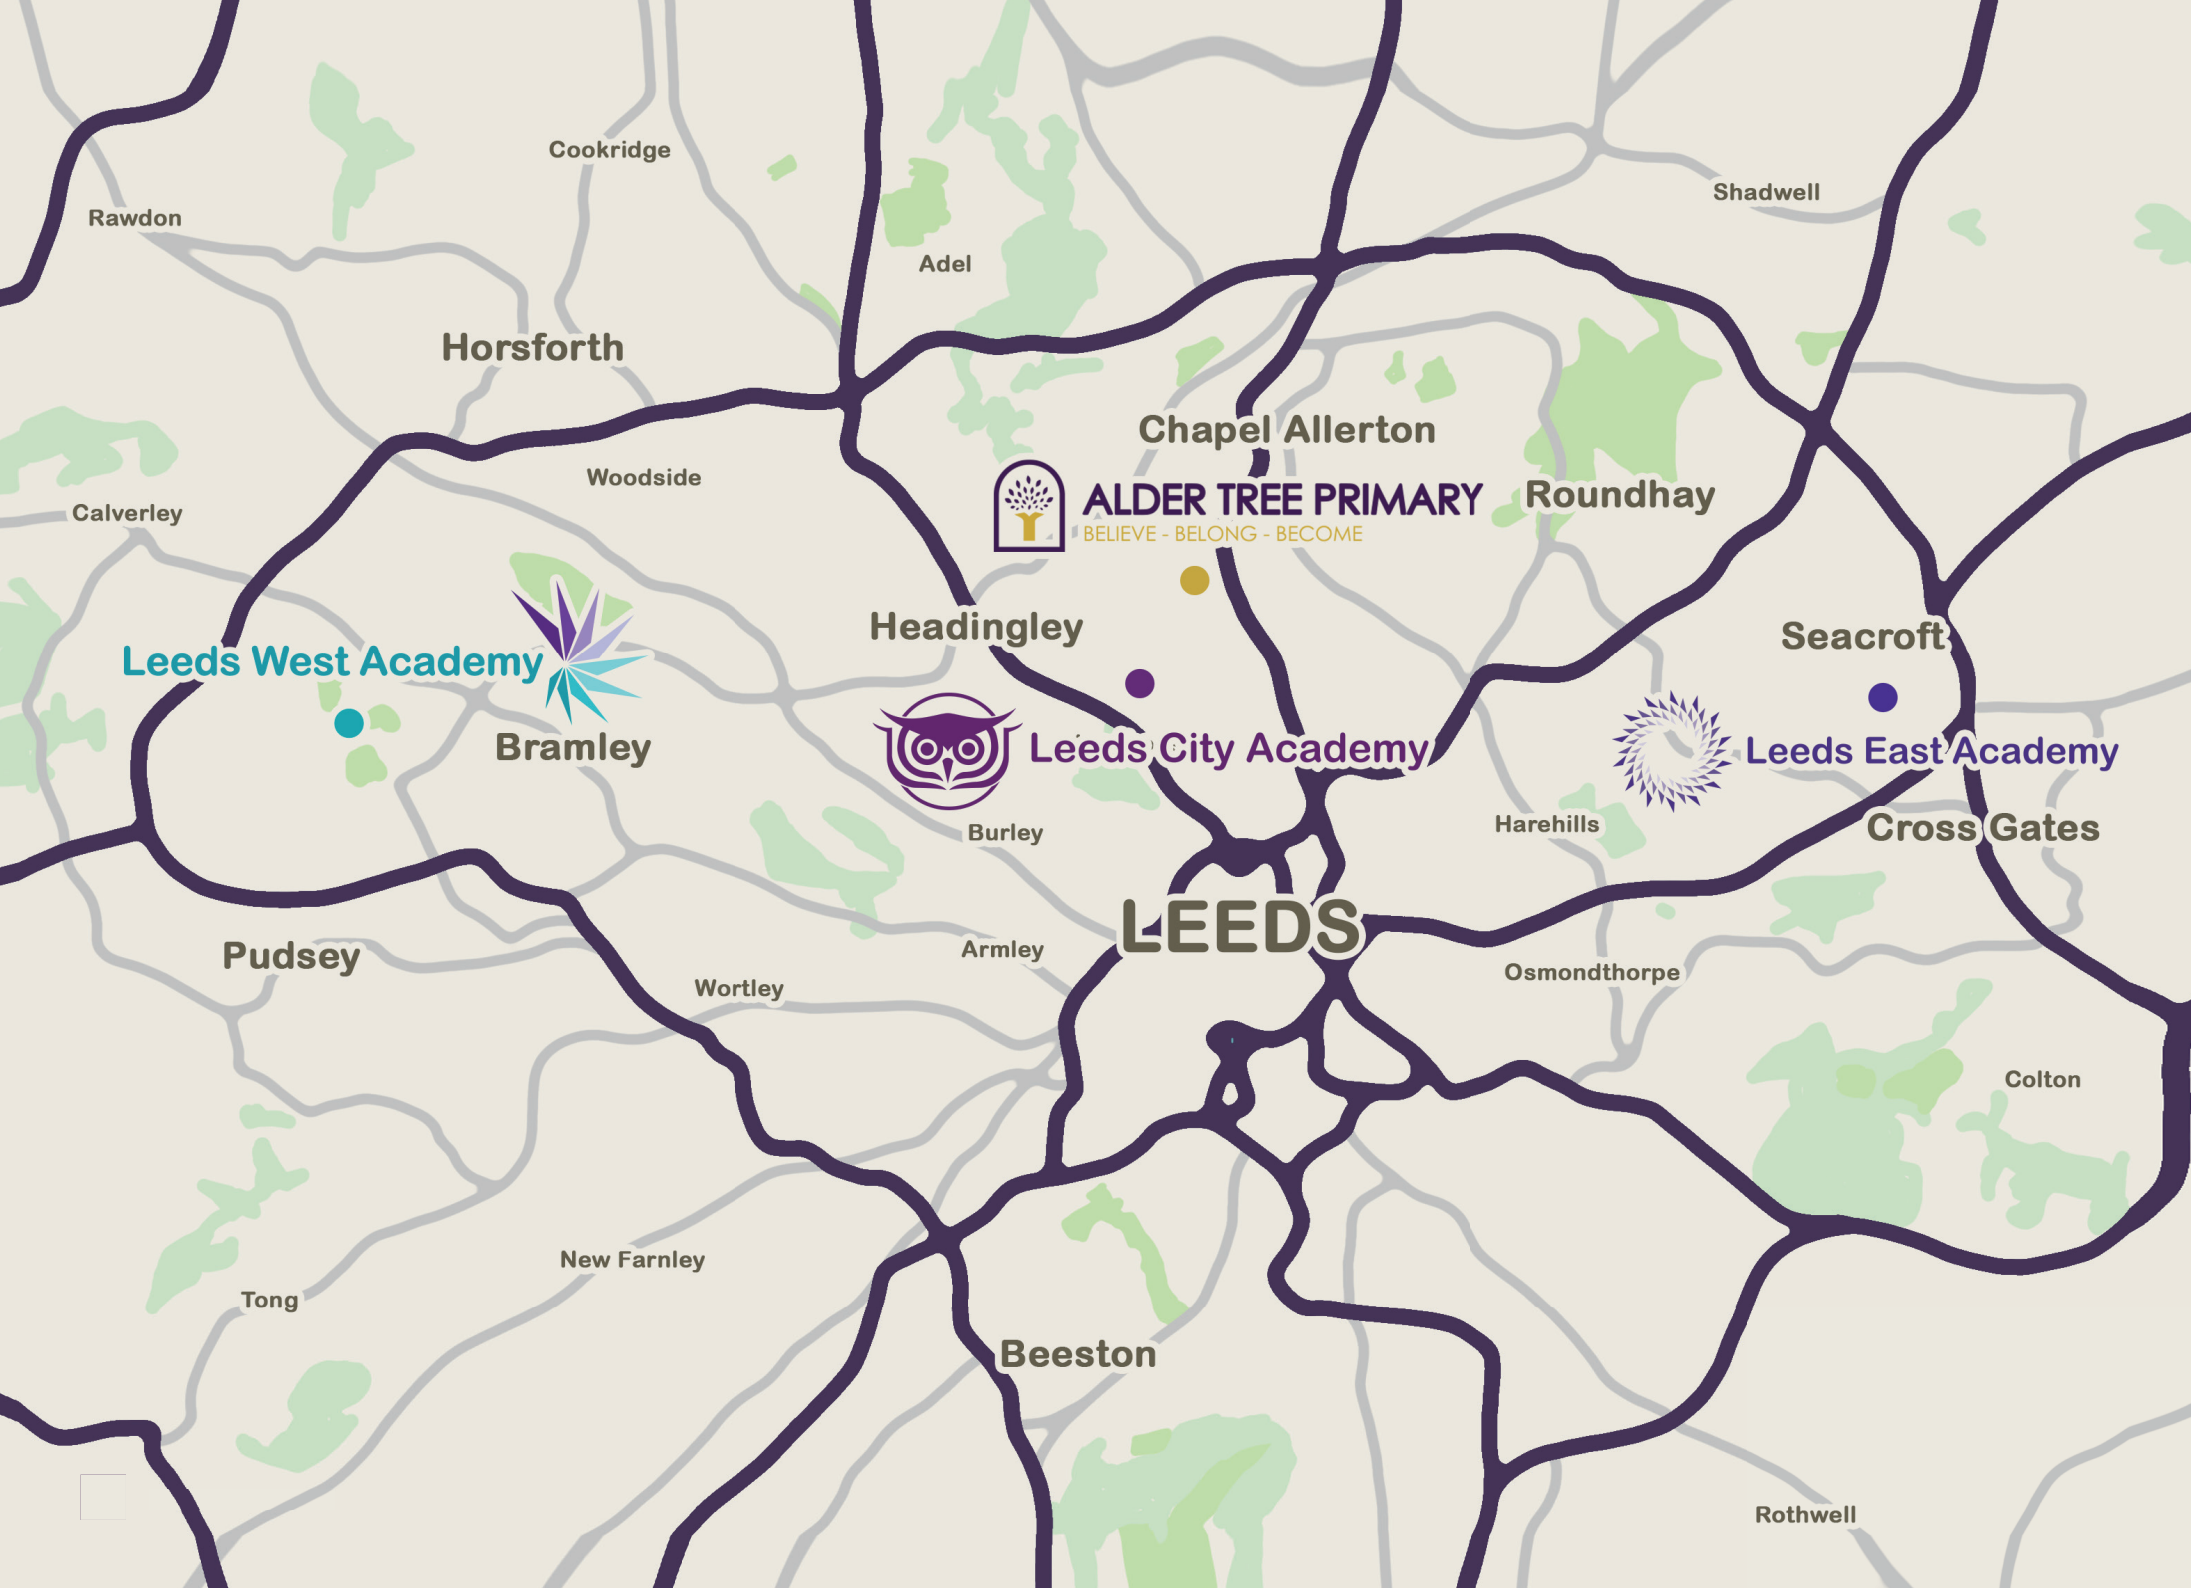 Cookridge
Shadwell
Rawdon
Adel
Horsforth
Chapel Allerton
Woodside
ALDER TREE PRIMARY
BELIEVE - BELONG - BECOME
Roundhay
Calverley
Headingley
Seacroft
Leeds West Academy
Bramley
Leeds City Academy
Leeds East Academy
Burley
Harehills
Cross Gates
LEEDS
Armley
Pudsey
Osmondthorpe
Wortley
Colton
New Farnley
Tong
Beeston
Rothwell